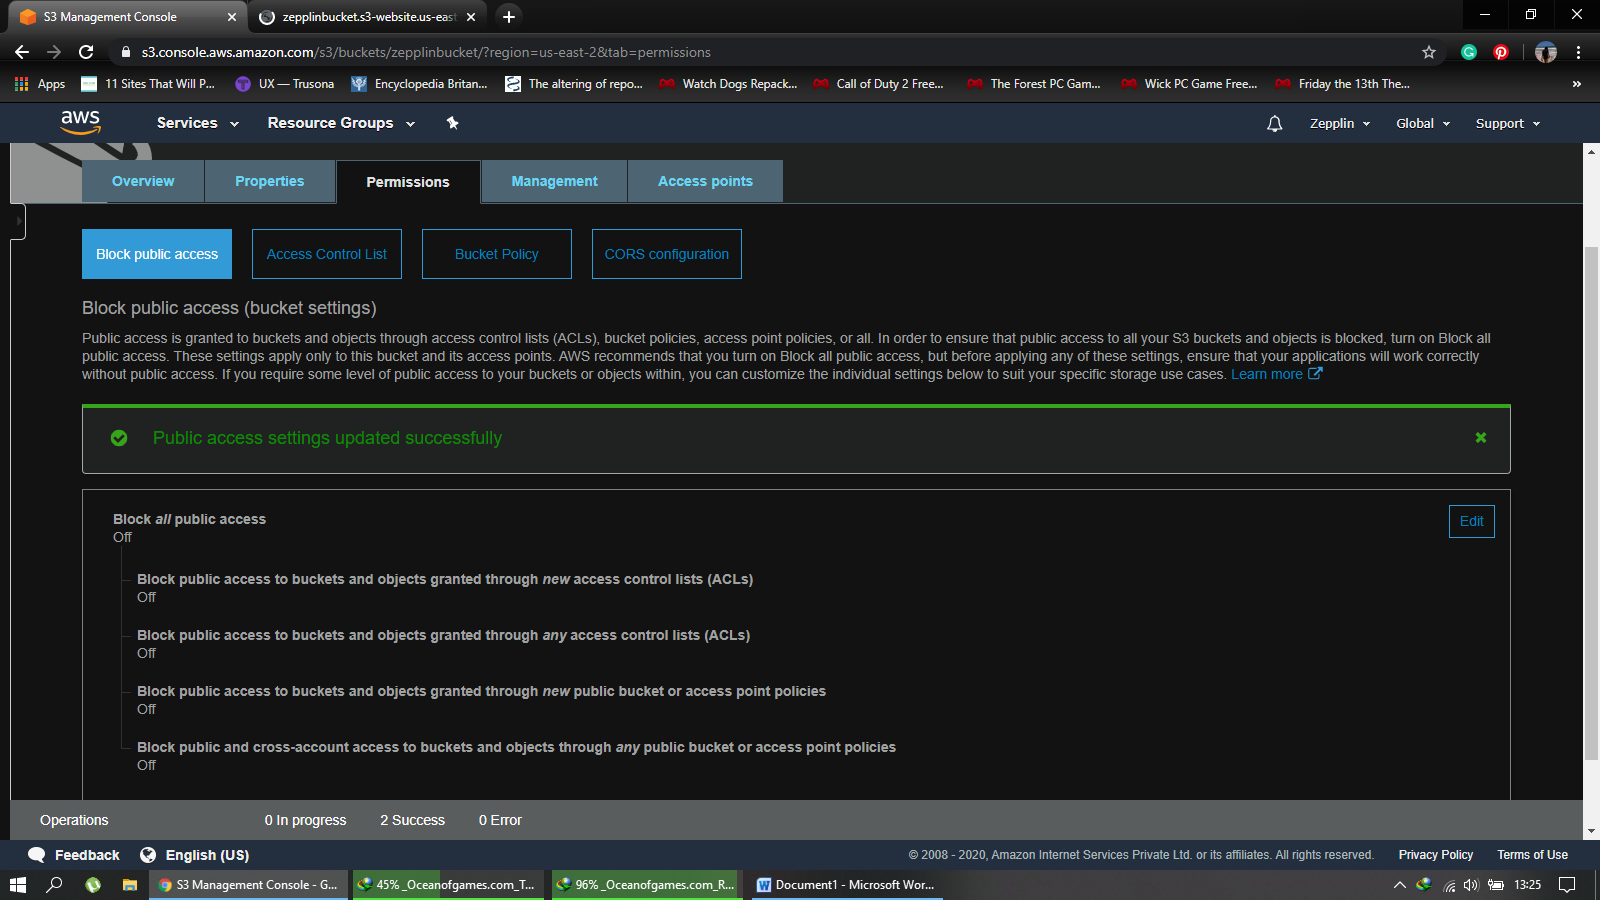 S3 Management Console
zepplinbucket.s3-website.us-east
s3.console.aws.amazon.com/s3/buckets/zepplinbucket/?region=us-east-2&tab=permissions
Apps
11 Sites That Will P...
UX — Trusona
Encyclopedia Britan...
The altering of repo...
Watch Dogs Repack...
Call of Duty 2 Free...
The Forest PC Gam...
Wick PC Game Free...
Friday the 13th The...
»
aws
Services
Resource Groups
Zepplin
Global
Support
Overview
Properties
Permissions
Management
Access points
Block public access
Access Control List
Bucket Policy
CORS configuration
Block public access (bucket settings)
Public access is granted to buckets and objects through access control lists (ACLs), bucket policies, access point policies, or all. In order to ensure that public access to all your S3 buckets and objects is blocked, turn on Block all
public access. These settings apply only to this bucket and its access points. AWS recommends that you turn on Block all public access, but before applying any of these settings, ensure that your applications will work correctly
without public access. If you require some level of public access to your buckets or objects within, you can customize the individual settings below to suit your specific storage use cases. Learn more
Public access settings updated successfully
Block all public access
Off
Edit
Block public access to buckets and objects granted through new access control lists (ACLs)
Off
Block public access to buckets and objects granted through any access control lists (ACLs)
Off
Block public access to buckets and objects granted through new public bucket or access point policies
Off
Block public and cross-account access to buckets and objects through any public bucket or access point policies
Off
Operations
0 In progress
2 Success
0 Error
Feedback
English (US)
© 2008 - 2020, Amazon Internet Services Private Ltd. or its affiliates. All rights reserved.
Privacy Policy
Terms of Use
S3 Management Console - G...
45% _Oceanofgames.com_T...
96% _Oceanofgames.com_R...
Document1 - Microsoft Wor...
13:25